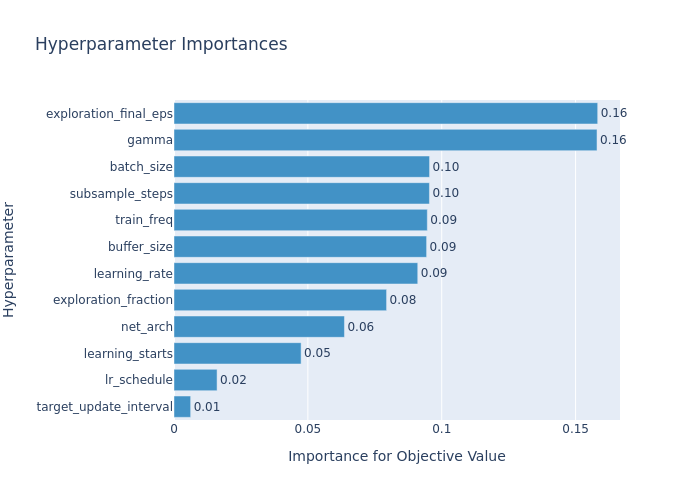 Hyperparameter Importances
Hyperparameter
exploration_final_eps 0.16
gamma 0.16
batch_size 0.10
subsample_steps 0.10
train_freq 0.09
buffer_size 0.09
learning_rate 0.09
exploration_fraction 0.08
net_arch 0.06
learning_starts 0.05
lr_schedule 0.02
target_update_interval 0.01
0 0.05 0.1 0.15
Importance for Objective Value